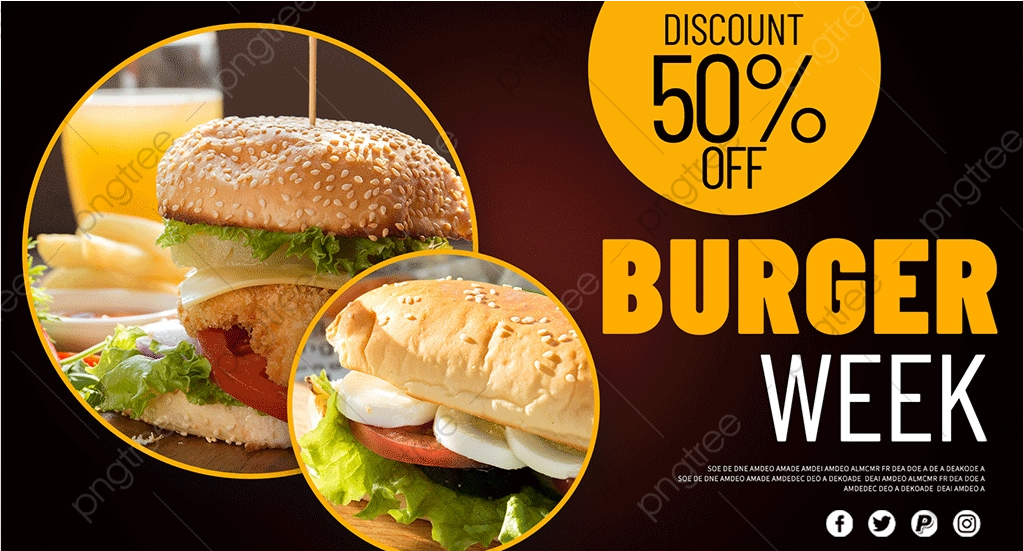 DISCOUNT
50%
OFF
BURGER
WEEK
SOE DE DNE AMDEO AMADE AMDEI AMDEO ALMCMR FR DEA DOE A DE A DEAKODE A
SOE DE DNE AMDEO AMADE AMDEDEC DEO A DEKOADE DEAI AMDEO ALMCMR FR DEA DOE A
AMDEDEC DEO A DEKOADE DEAI AMDEO A
pngtree